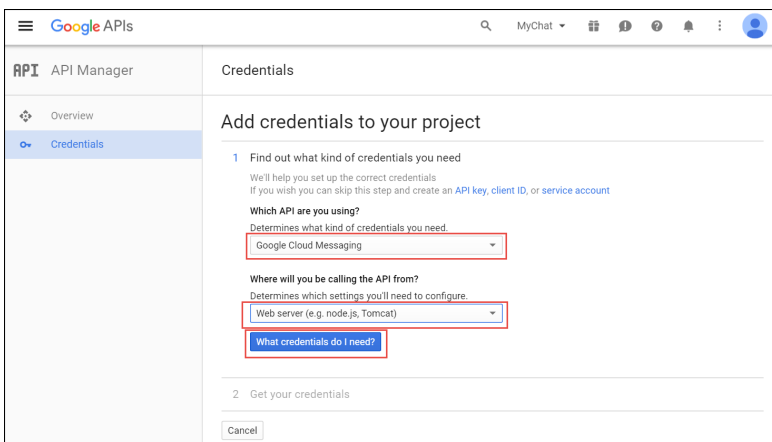 Google APIs
MyChat
API API Manager
Credentials
Overview
Credentials
Add credentials to your project
1 Find out what kind of credentials you need
We'll help you set up the correct credentials
If you wish you can skip this step and create an API key, client ID, or service account
Which API are you using?
Determines what kind of credentials you need.
Google Cloud Messaging
Where will you be calling the API from?
Determines which settings you'll need to configure.
Web server (e.g. node.js, Tomcat)
What credentials do I need?
2 Get your credentials
Cancel